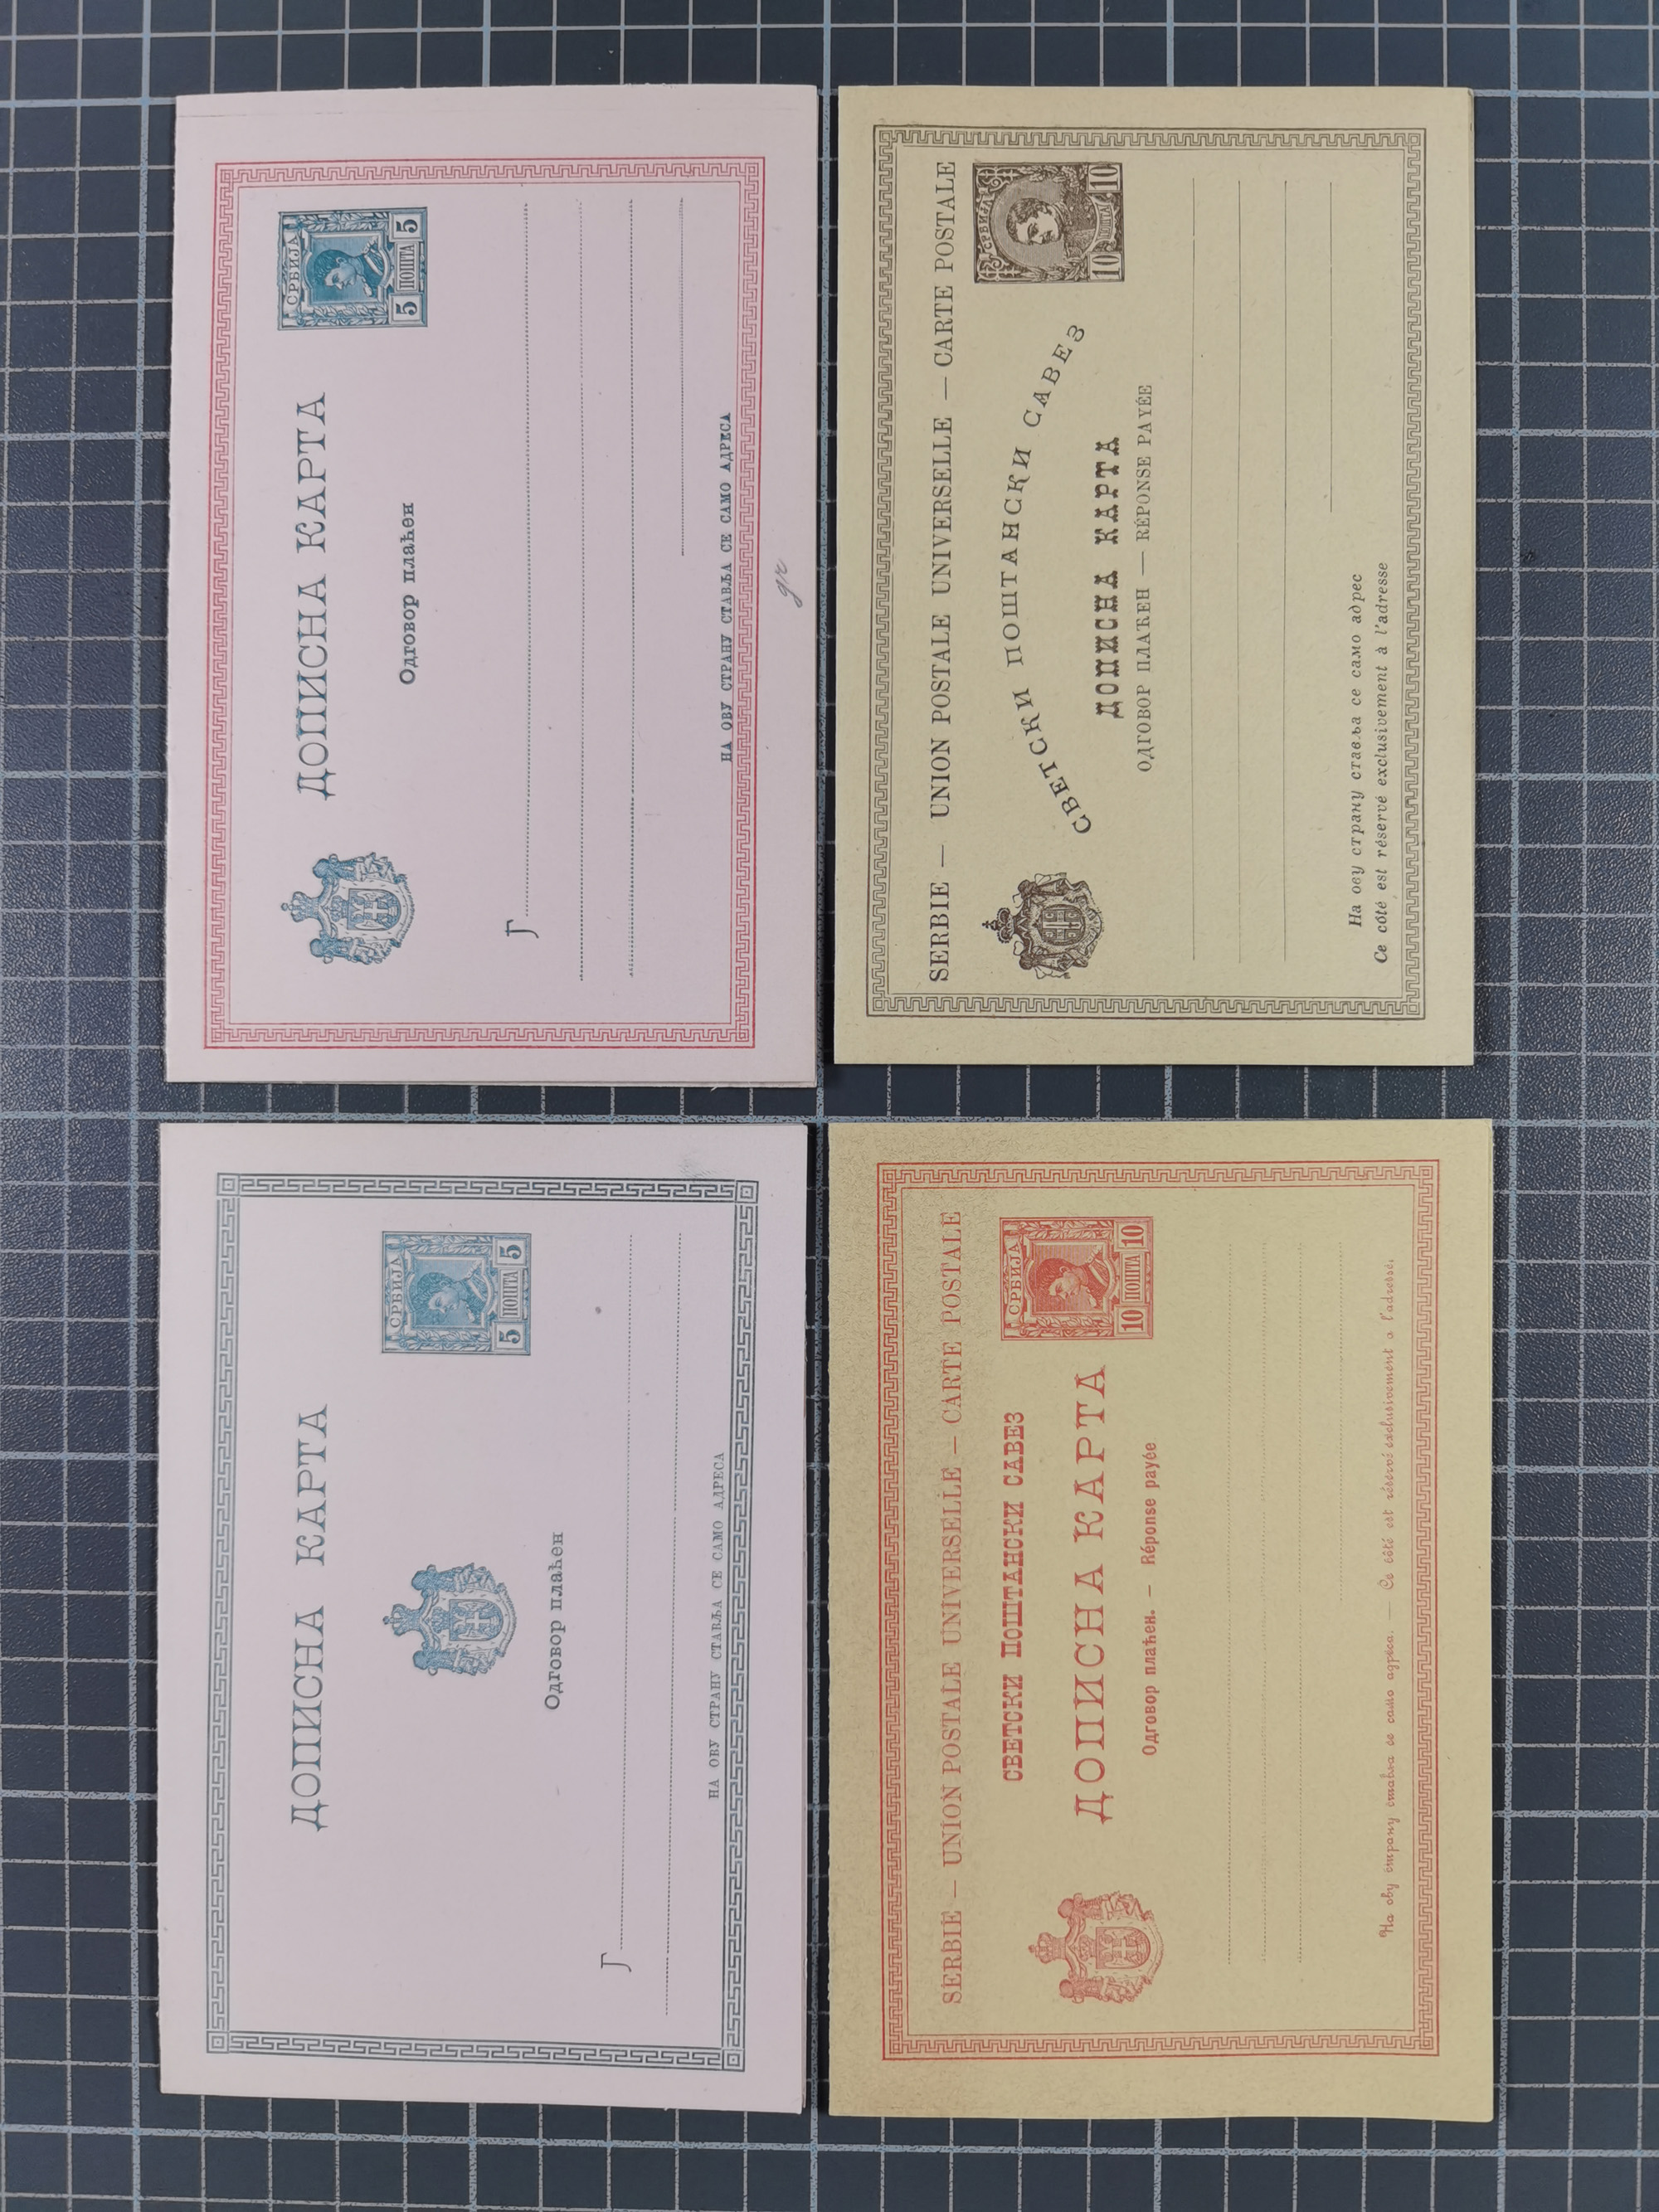 ДОПИСНА КАРТА
СРБИЈА
5 ПОШТА 5
Одговор плаћен
Г
НА ОВУ СТРАНУ СТАВЉА СЕ САМО АДРЕСА
SERBIE — UNION POSTALE UNIVERSELLE — CARTE POSTALE
СВЕТСКИ ПОШТАНСКИ САВЕЗ
СРБИЈА
10 ПОШТА 10
ДОПИСНА КАРТА
ОДГОВОР ПЛАЋЕН — RÉPONSE PAYÉE
На ову страну ставља се само адрес
Ce côté est réservé exclusivement à l'adresse
ДОПИСНА КАРТА
СРБИЈА
5 ПОШТА 5
Одговор плаћен
Г
НА ОВУ СТРАНУ СТАВЉА СЕ САМО АДРЕСА
SERBIE — UNION POSTALE UNIVERSELLE — CARTE POSTALE
СВЕТСКИ ПОШТАНСКИ САВЕЗ
СРБИЈА
10 ПОШТА 10
ДОПИСНА КАРТА
Одговор плаћен. — Réponse payée
На ову страну ставља се само адреса. — Ce côté est réservé exclusivement a l'adresse.